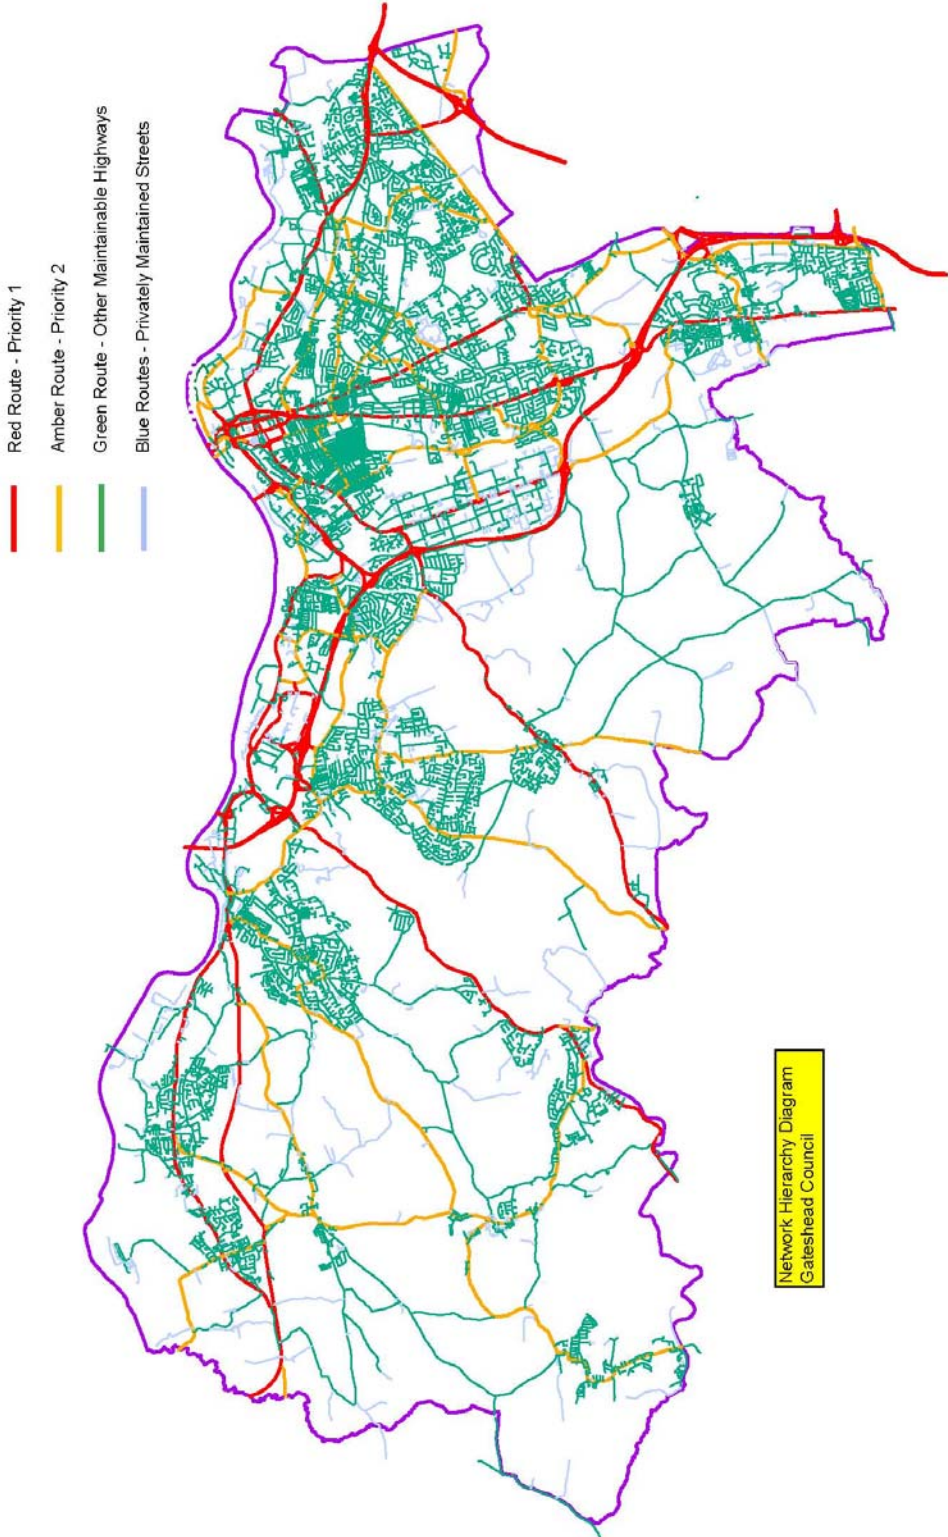 Red Route - Priority 1
Amber Route - Priority 2
Green Route - Other Maintainable Highways
Blue Routes - Privately Maintained Streets
Network Hierarchy Diagram
Gateshead Council